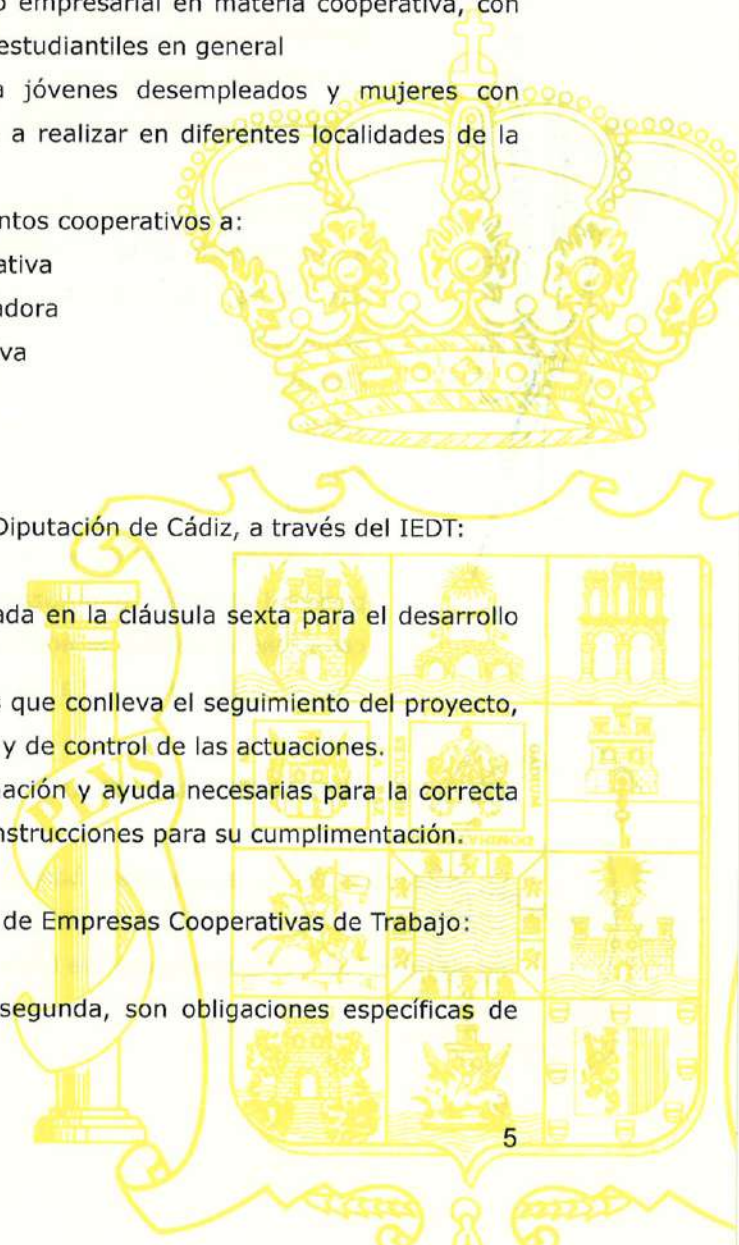 o empresarial en materia cooperativa, con
estudiantiles en general
a jóvenes desempleados y mujeres con
a realizar en diferentes localidades de la
ntos cooperativos a:
ativa
adora
va
Diputación de Cádiz, a través del IEDT:
ada en la cláusula sexta para el desarrollo
s que conlleva el seguimiento del proyecto,
y de control de las actuaciones.
nación y ayuda necesarias para la correcta
nstrucciones para su cumplimentación.
de Empresas Cooperativas de Trabajo:
segunda, son obligaciones específicas de
5
PLUS